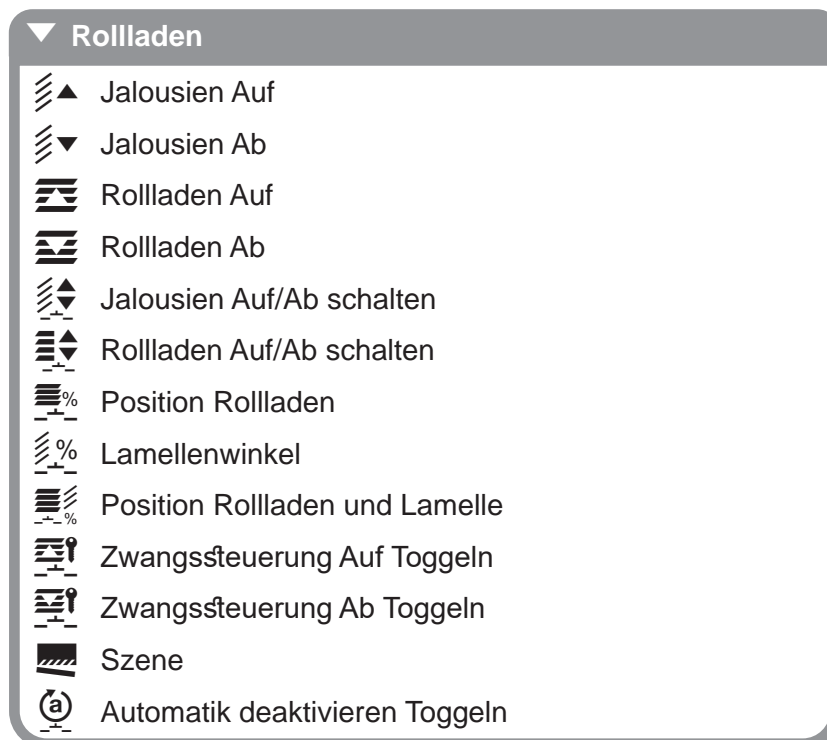 Rollladen
Jalousien Auf
Jalousien Ab
Rollladen Auf
Rollladen Ab
Jalousien Auf/Ab schalten
Rollladen Auf/Ab schalten
% Position Rollladen
% Lamellenwinkel
% Position Rollladen und Lamelle
Zwangssteuerung Auf Toggeln
Zwangssteuerung Ab Toggeln
Szene
a Automatik deaktivieren Toggeln